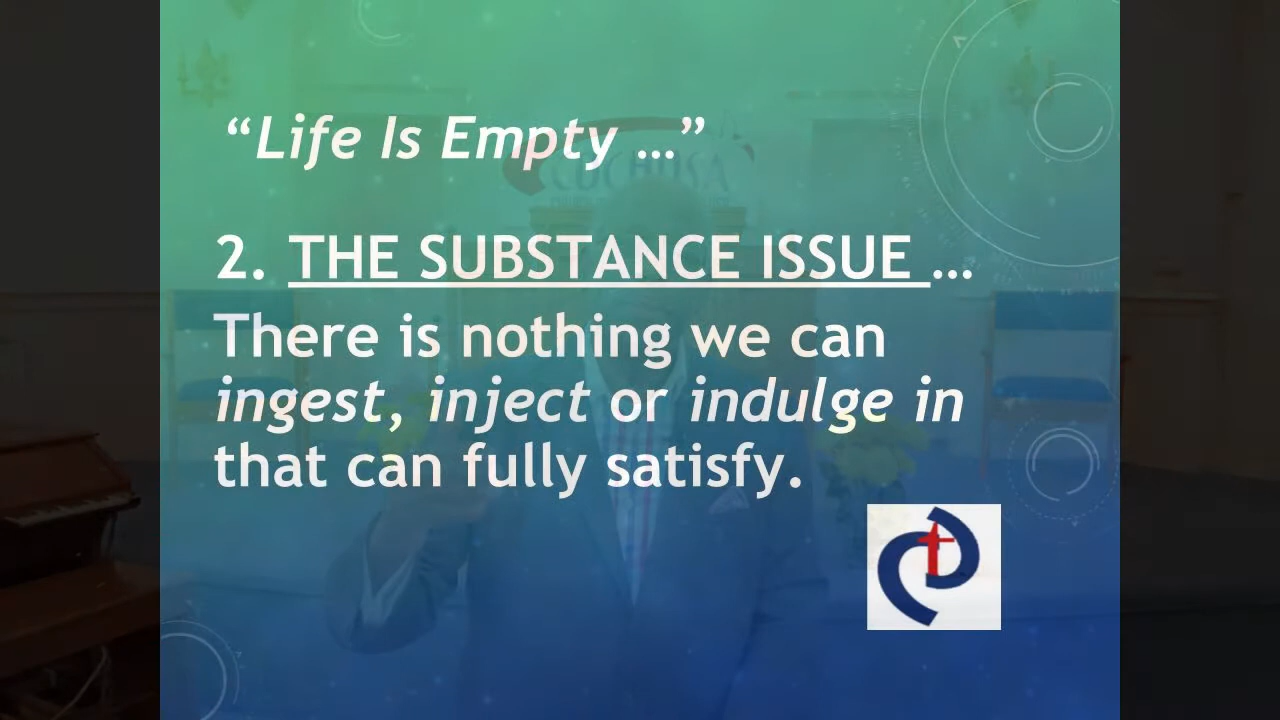 “Life Is Empty …”
2. THE SUBSTANCE ISSUE …
There is nothing we can
ingest, inject or indulge in
that can fully satisfy.